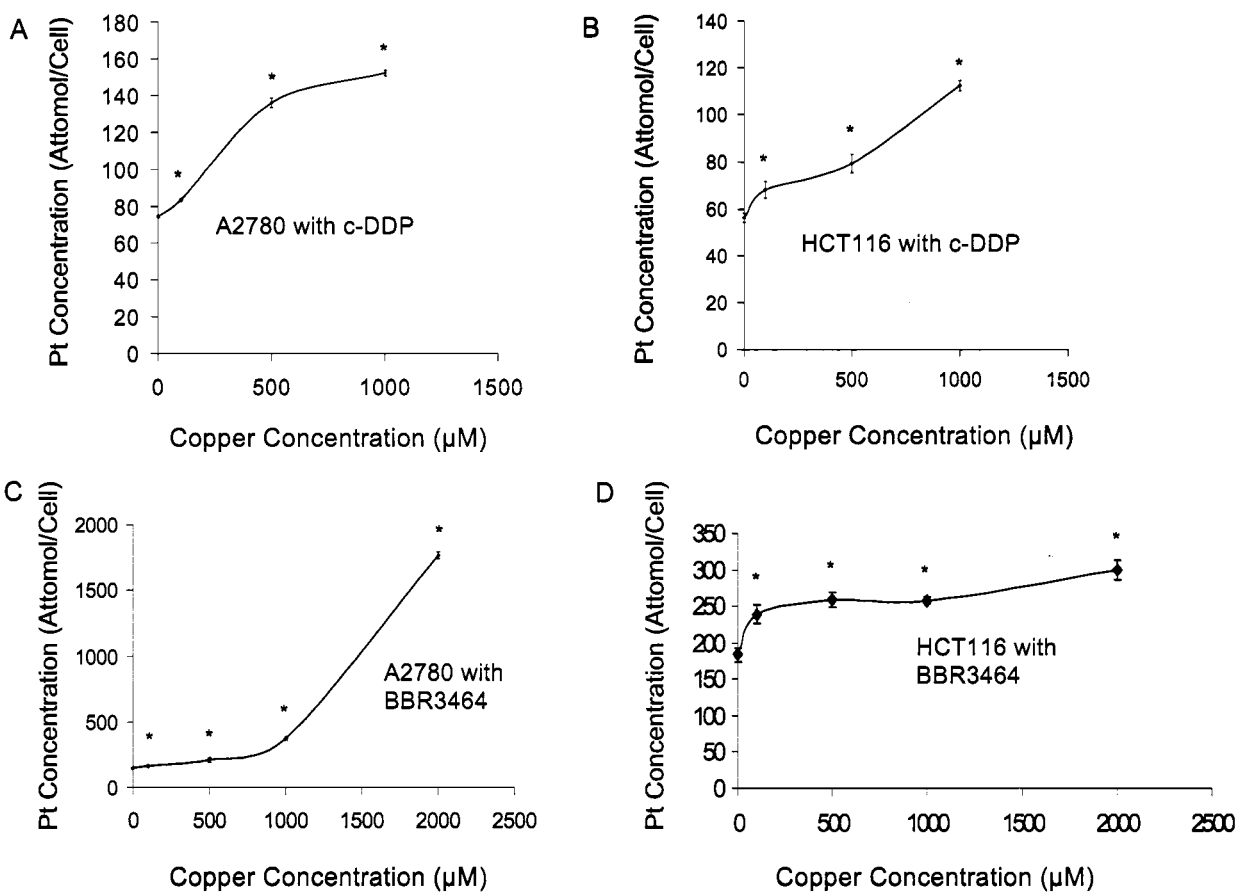 A
Pt Concentration (Attomol/Cell)
180
160
140
120
100
80
60
40
20
0
*
*
*
A2780 with c-DDP
0 500 1000 1500
Copper Concentration (µM)
B
Pt Concentration (Attomol/Cell)
140
120
100
80
60
40
20
0
*
*
*
HCT116 with c-DDP
0 500 1000 1500
Copper Concentration (µM)
C
Pt Concentration (Attomol/Cell)
2000
1500
1000
500
0
*
*
*
*
A2780 with
BBR3464
0 500 1000 1500 2000 2500
Copper Concentration (µM)
D
Pt Concentration (Attomol/Cell)
350
300
250
200
150
100
50
0
*
*
*
*
HCT116 with
BBR3464
0 500 1000 1500 2000 2500
Copper Concentration (µM)